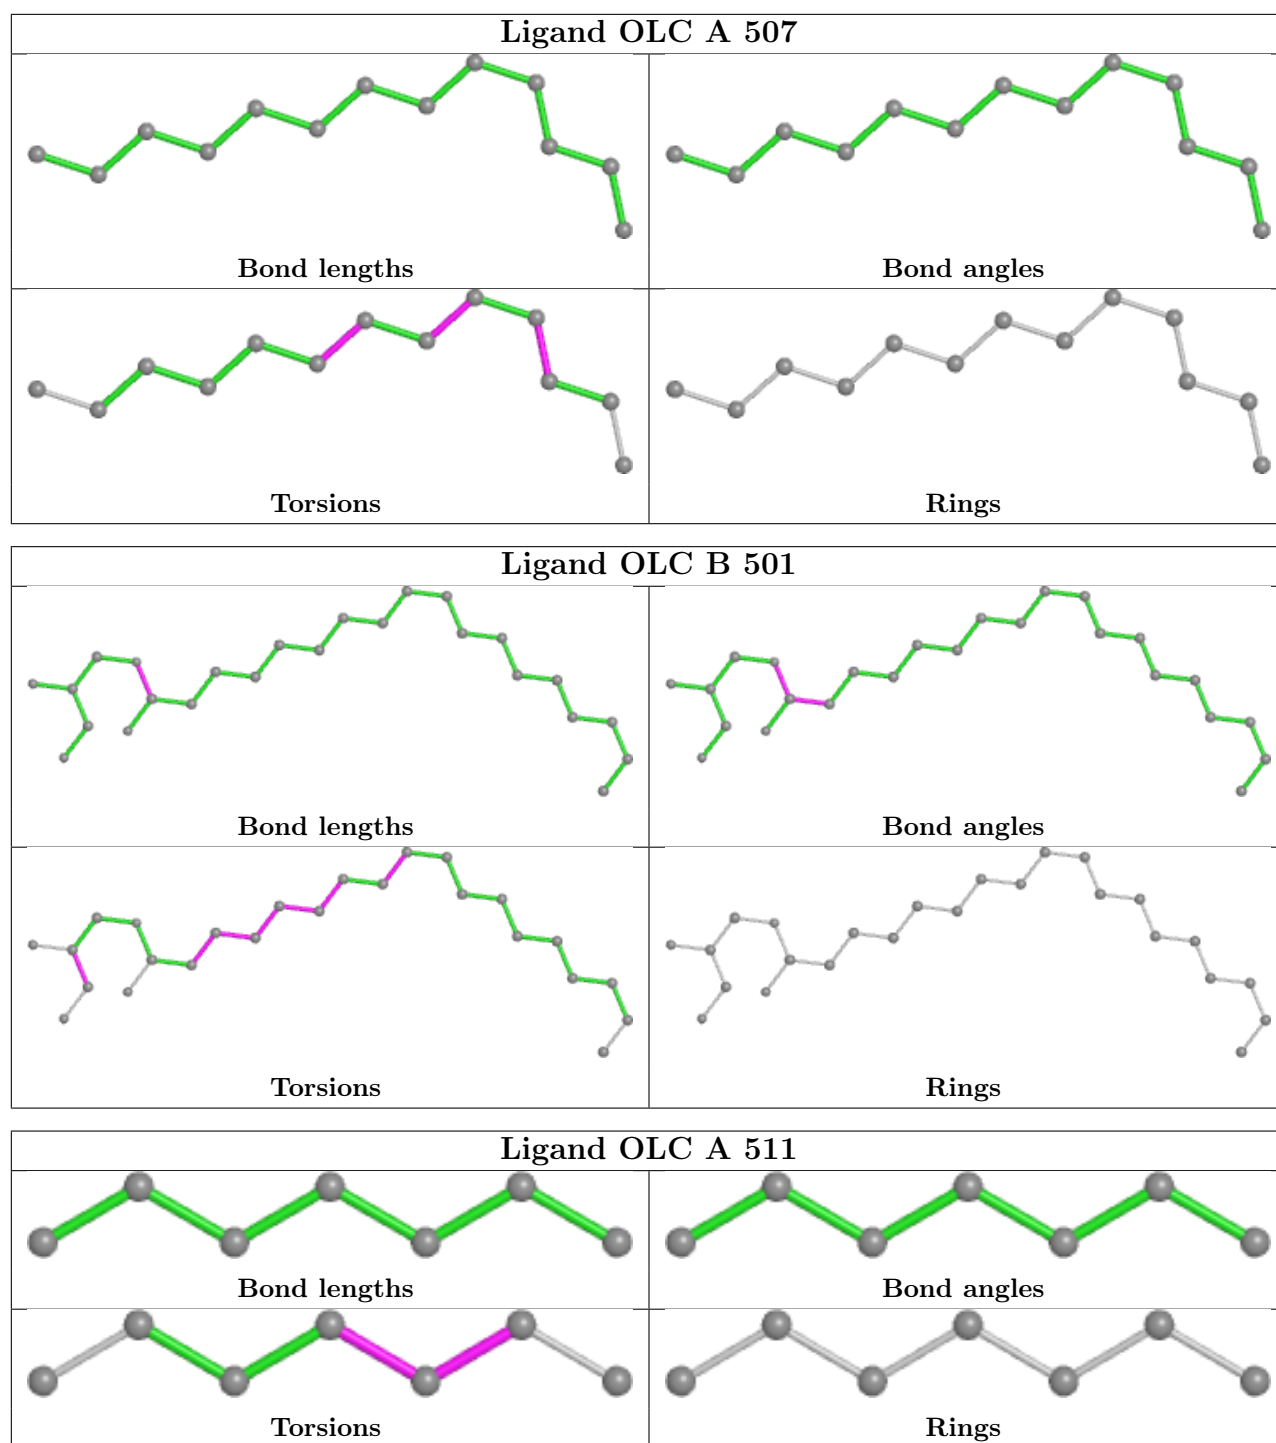 Ligand OLC A 507
Bond lengths
Bond angles
Torsions
Rings
Ligand OLC B 501
Bond lengths
Bond angles
Torsions
Rings
Ligand OLC A 511
Bond lengths
Bond angles
Torsions
Rings